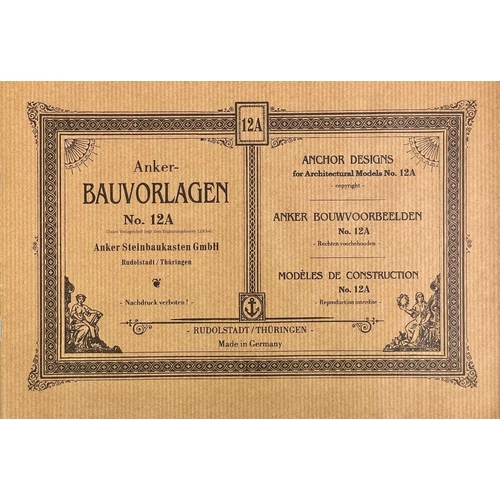 12A
Anker-
BAUVORLAGEN
No. 12A
Anker Steinbaukasten GmbH
Rudolstadt / Thüringen
- Nachdruck verboten! -
ANCHOR DESIGNS
for Architectural Models No. 12A
- copyright -
ANKER BOUWVOORBEELDEN
No. 12A
- Rechten voorbehouden -
MODÈLES DE CONSTRUCTION
No. 12A
- Reproduction interdite -
- RUDOLSTADT / THÜRINGEN -
Made in Germany